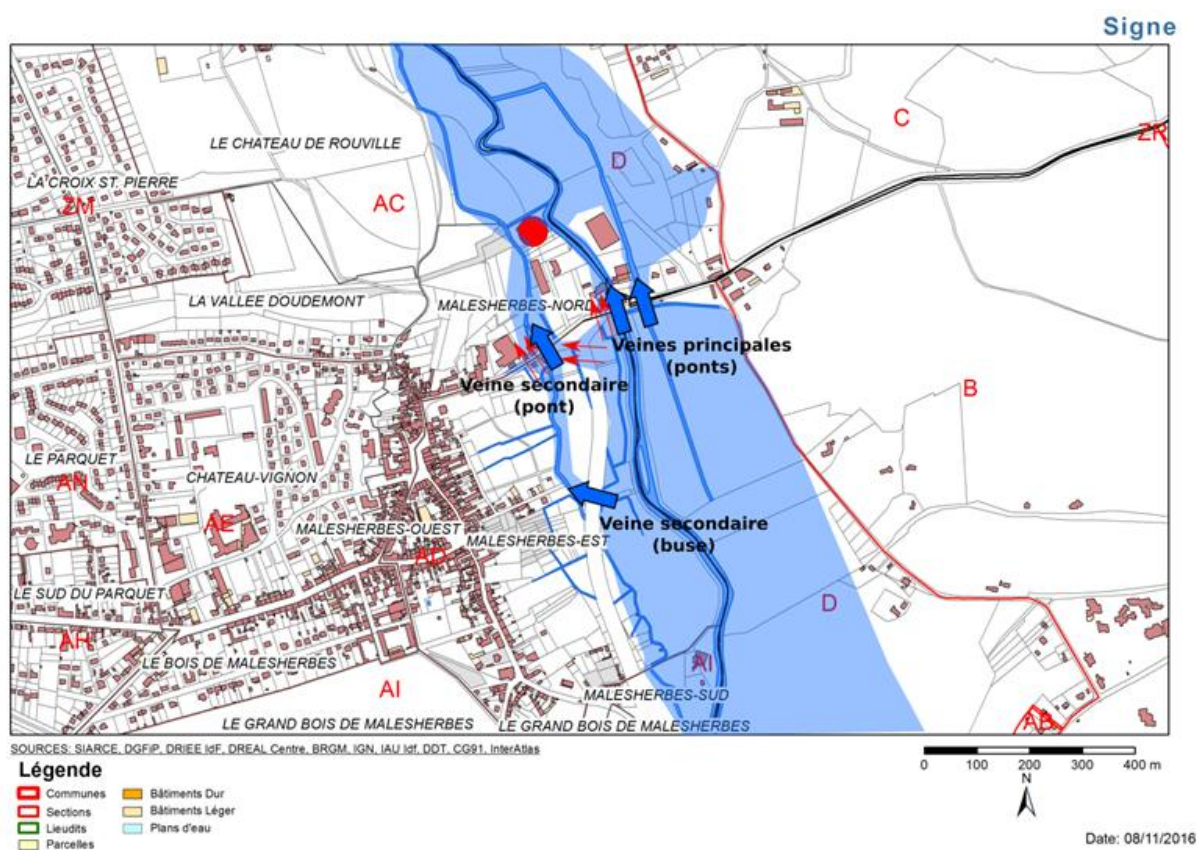 Signe
C
ZR
D
LE CHATEAU DE ROUVILLE
LA CROIX ST. PIERRE
ZM
AC
LA VALLEE DOUDEMONT
MALESHERBES-NORD
Veines principales
(ponts)
Veine secondaire
(pont)
B
LE PARQUET
AN
CHATEAU-VIGNON
AE
MALESHERBES-OUEST
MALESHERBES-EST
Veine secondaire
(buse)
AD
LE SUD DU PARQUET
D
AH
LE BOIS DE MALESHERBES
AI
AI
MALESHERBES-SUD
LE GRAND BOIS DE MALESHERBES
LE GRAND BOIS DE MALESHERBES
AB
SOURCES: SIARCE, DGFiP, DRIEE IdF, DREAL Centre, BRGM, IGN, IAU Idf, DDT, CG91, InterAtlas
0 100 200 300 400 m
N
Légende
Communes
Sections
Lieudits
Parcelles
Bâtiments Dur
Bâtiments Léger
Plans d'eau
Date: 08/11/2016